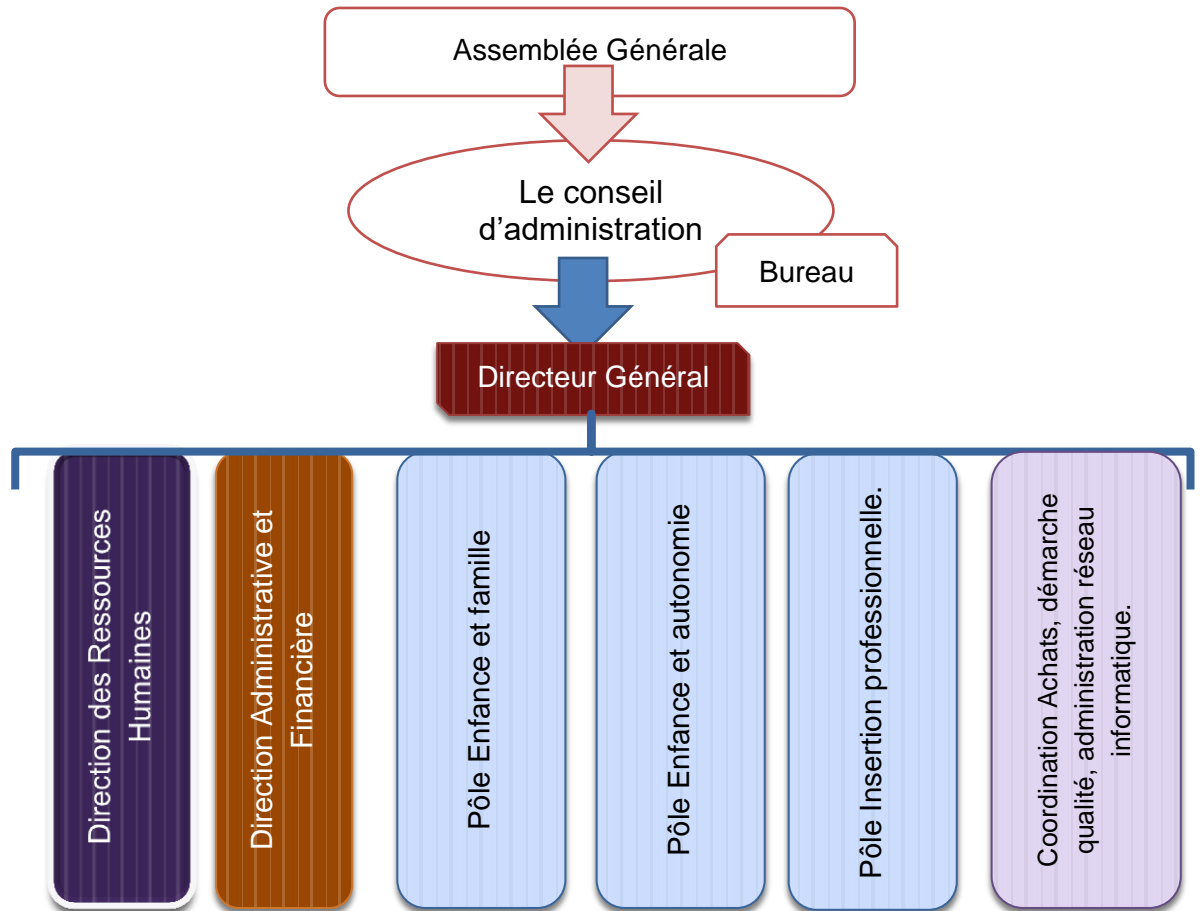 Assemblée Générale
Le conseil
d’administration
Bureau
Directeur Général
Direction des Ressources
Humaines
Direction Administrative et
Financière
Pôle Enfance et famille
Pôle Enfance et autonomie
Pôle Insertion professionnelle.
Coordination Achats, démarche
qualité, administration réseau
informatique.